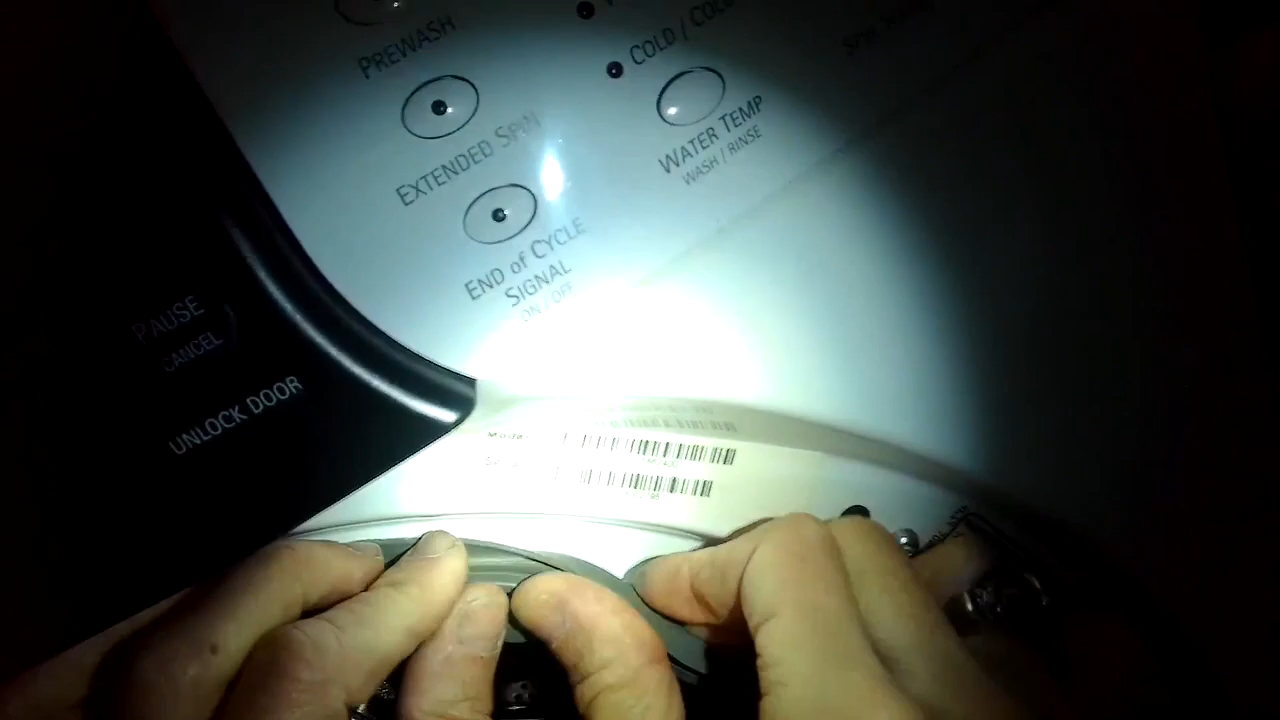 PREWASH
COLD / COLD
EXTENDED SPIN
WATER TEMP
WASH / RINSE
END of CYCLE
SIGNAL
ON / OFF
PAUSE
CANCEL
UNLOCK DOOR